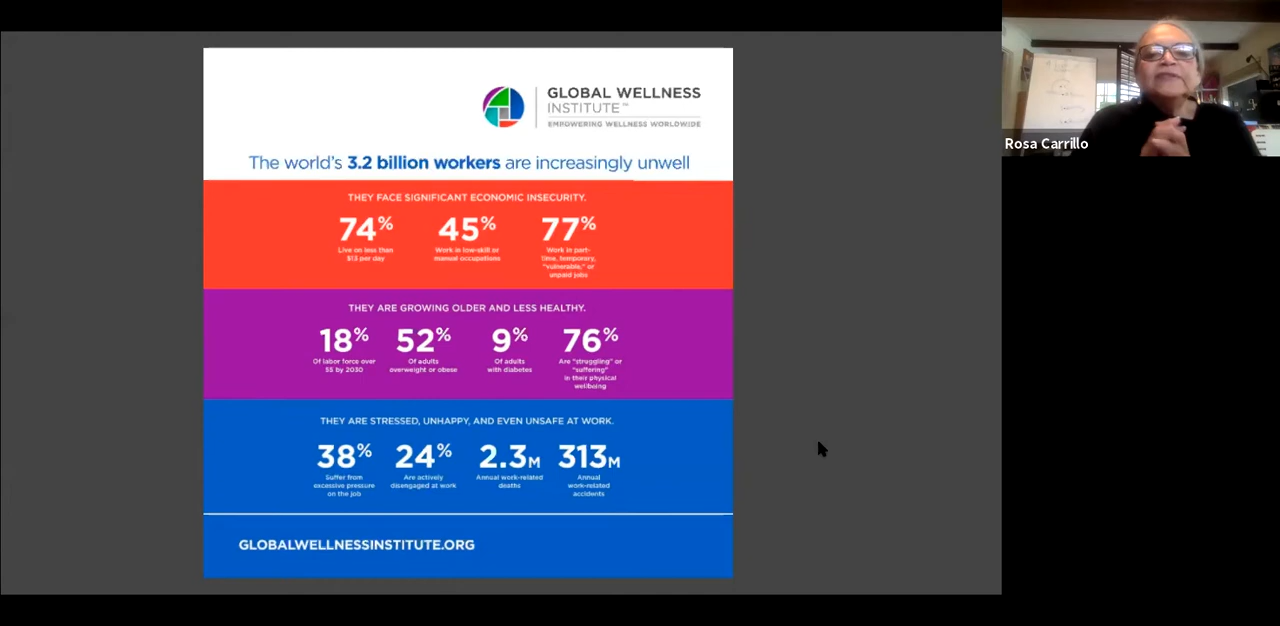 GLOBAL WELLNESS
INSTITUTE™
EMPOWERING WELLNESS WORLDWIDE
The world's 3.2 billion workers are increasingly unwell
THEY FACE SIGNIFICANT ECONOMIC INSECURITY.
74%
Live on less than
$13 per day
45%
Work in low-skill or
manual occupations
77%
Work in part-
time, temporary,
"vulnerable," or
unpaid jobs
THEY ARE GROWING OLDER AND LESS HEALTHY.
18%
Of labor force over
55 by 2030
52%
Of adults
overweight or obese
9%
Of adults
with diabetes
76%
Are "struggling" or
"suffering"
in their physical
wellbeing
THEY ARE STRESSED, UNHAPPY, AND EVEN UNSAFE AT WORK.
38%
Suffer from
excessive pressure
on the job
24%
Are actively
disengaged at work
2.3M
Annual work-related
deaths
313M
Annual
work-related
accidents
GLOBALWELLNESSINSTITUTE.ORG
Rosa Carrillo